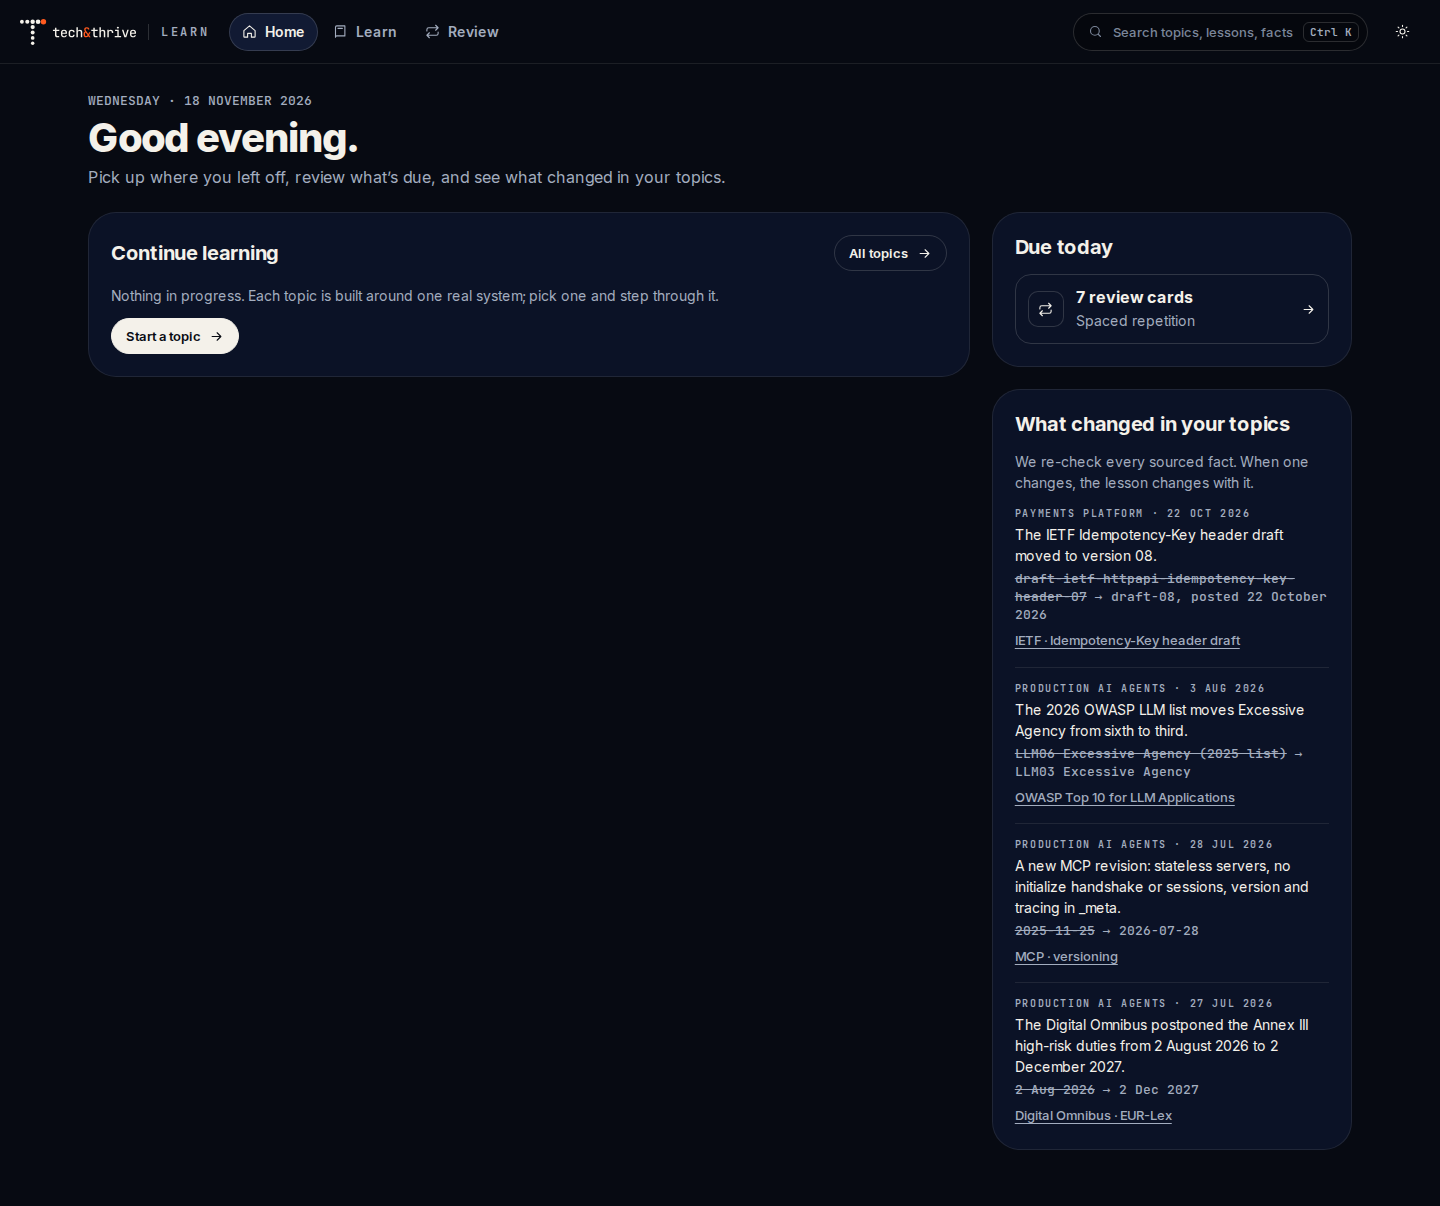 tech&thrive LEARN Home Learn Review Search topics, lessons, facts Ctrl K
WEDNESDAY · 18 NOVEMBER 2026
Good evening.
Pick up where you left off, review what’s due, and see what changed in your topics.
Continue learning
All topics →
Nothing in progress. Each topic is built around one real system; pick one and step through it.
Start a topic →
Due today
7 review cards
Spaced repetition
→
What changed in your topics
We re-check every sourced fact. When one
changes, the lesson changes with it.
PAYMENTS PLATFORM · 22 OCT 2026
The IETF Idempotency-Key header draft
moved to version 08.
draft-ietf-httpapi-idempotency-key-
header-07 → draft-08, posted 22 October
2026
IETF · Idempotency-Key header draft
PRODUCTION AI AGENTS · 3 AUG 2026
The 2026 OWASP LLM list moves Excessive
Agency from sixth to third.
LLM06 Excessive Agency (2025 list) →
LLM03 Excessive Agency
OWASP Top 10 for LLM Applications
PRODUCTION AI AGENTS · 28 JUL 2026
A new MCP revision: stateless servers, no
initialize handshake or sessions, version and
tracing in _meta.
2025-11-25 → 2026-07-28
MCP · versioning
PRODUCTION AI AGENTS · 27 JUL 2026
The Digital Omnibus postponed the Annex III
high-risk duties from 2 August 2026 to 2
December 2027.
2 Aug 2026 → 2 Dec 2027
Digital Omnibus · EUR-Lex